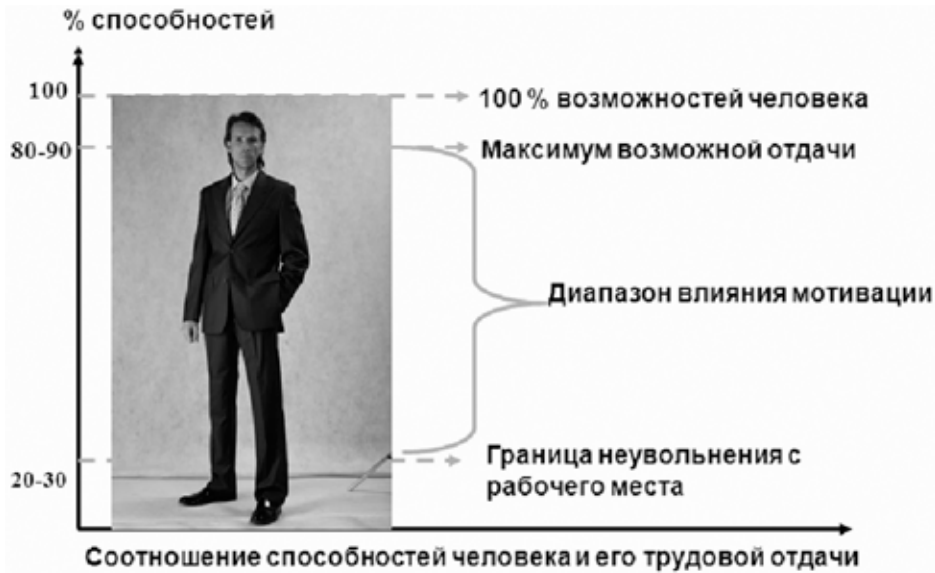 % способностей
100
100 % возможностей человека
80-90
Максимум возможной отдачи
Диапазон влияния мотивации
20-30
Граница неувольнения с
рабочего места
Соотношение способностей человека и его трудовой отдачи